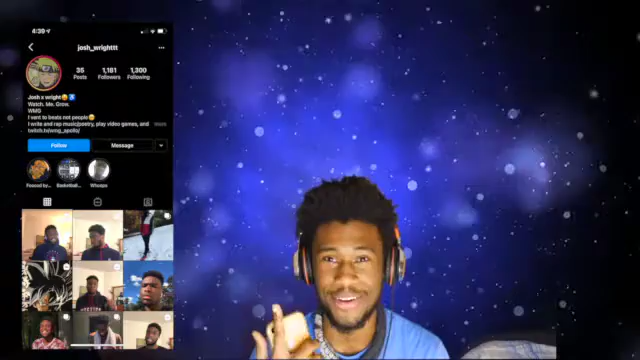 4:39
josh_wrighttt
35
1,181
1,300
Posts
Followers
Following
Josh x wright
Watch. Me. Grow.
WMG
I vent to beats not people
I write and rap music/poetry, play video games, and
twitch.tv/wmg_apollo/
Follow
Message
Basketball...
Whoops